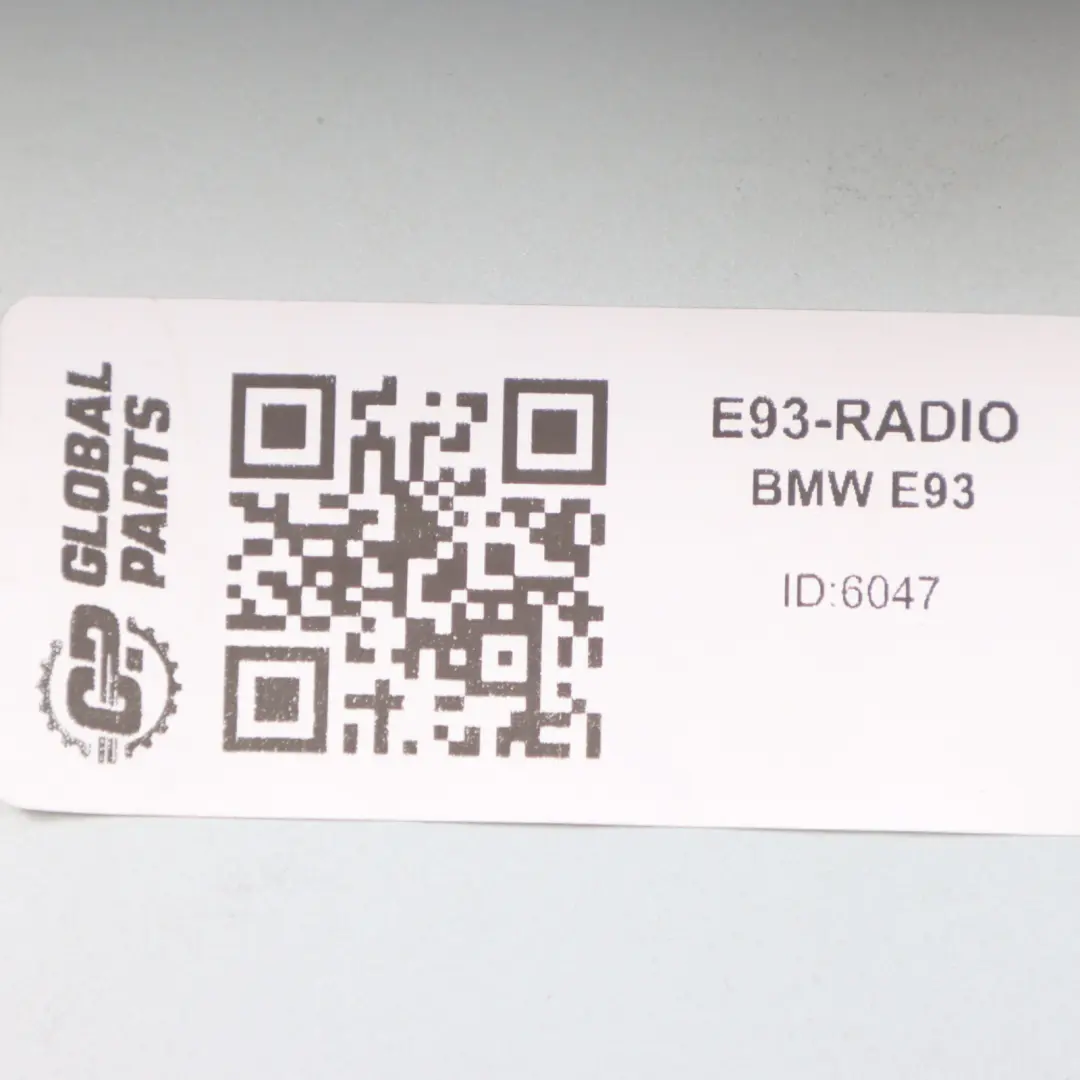 GLOBAL
PARTS
E93-RADIO
BMW E93
ID:6047